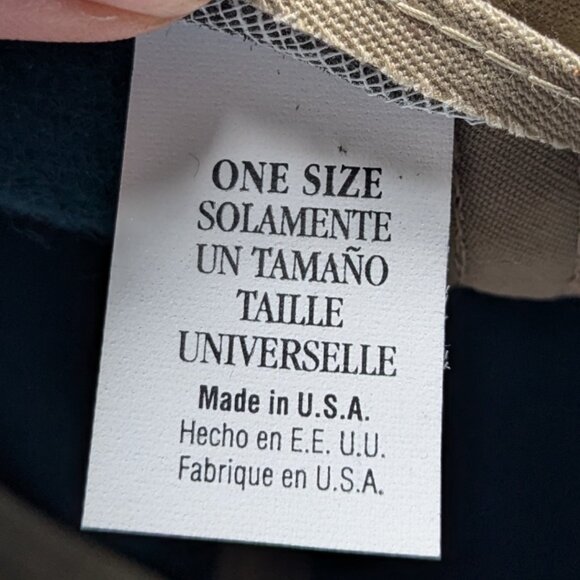 ONE SIZE
SOLAMENTE
UN TAMAÑO
TAILLE
UNIVERSELLE
Made in U.S.A.
Hecho en E.E. U.U.
Fabrique en U.S.A.